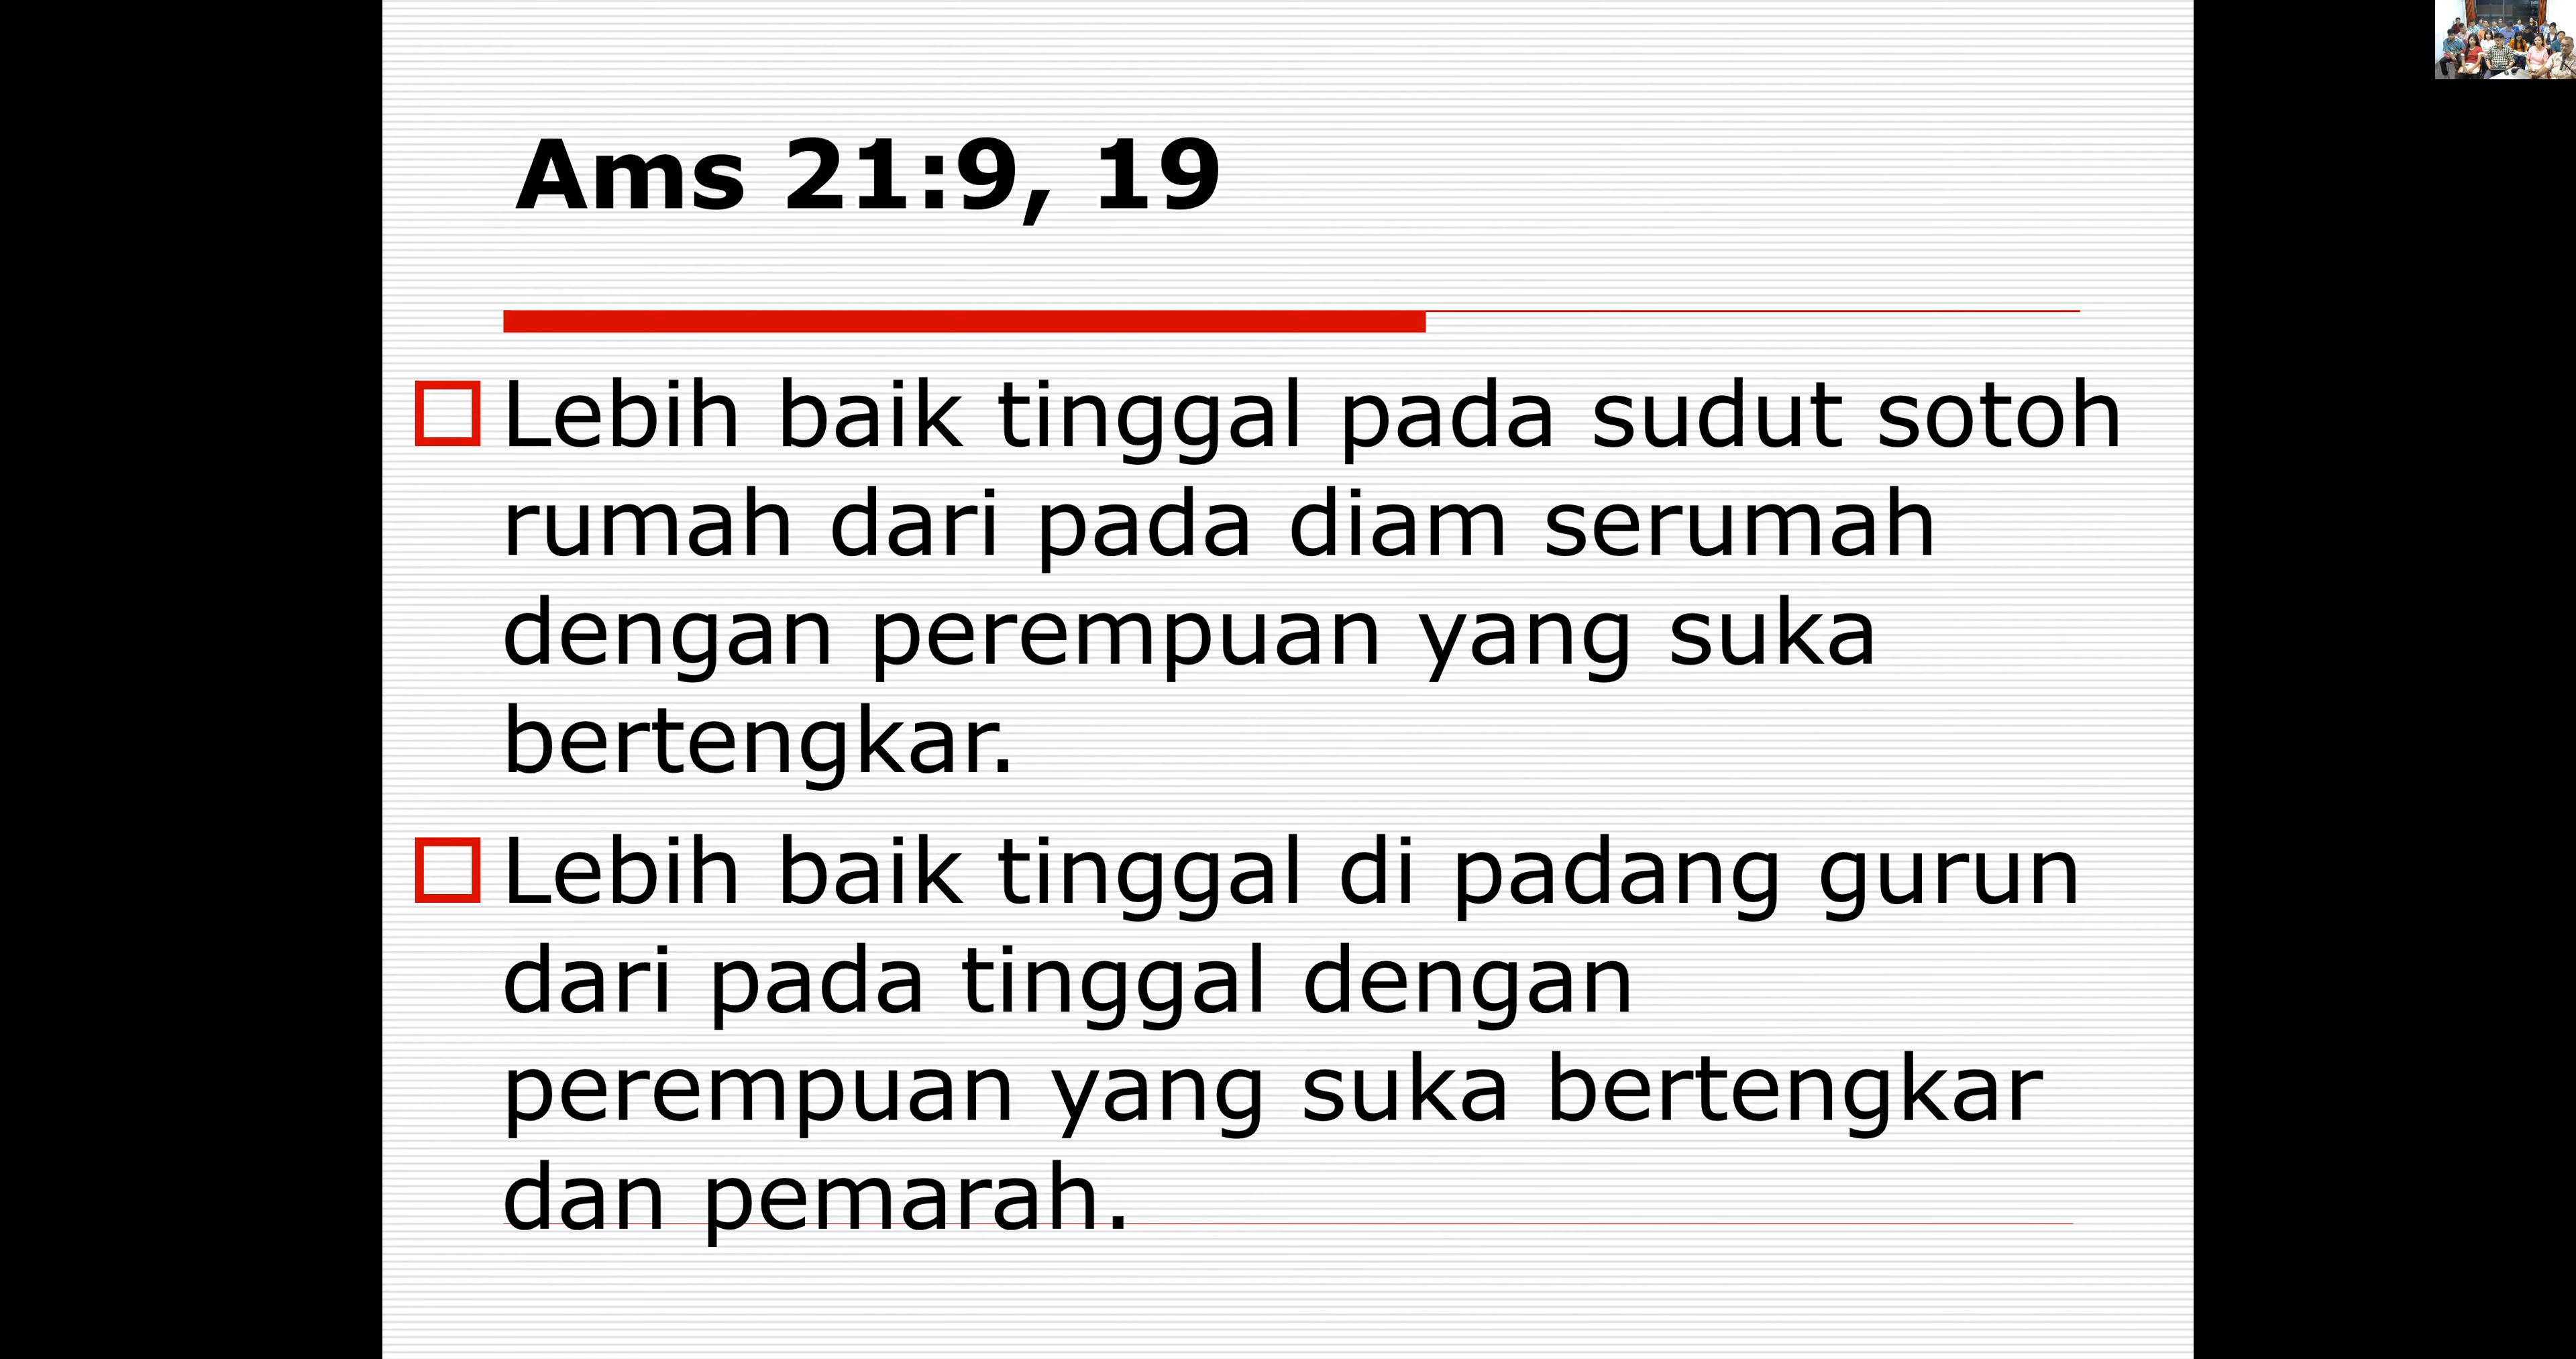 Ams 21:9, 19
Lebih baik tinggal pada sudut sotoh
rumah dari pada diam serumah
dengan perempuan yang suka
bertengkar.
Lebih baik tinggal di padang gurun
dari pada tinggal dengan
perempuan yang suka bertengkar
dan pemarah.